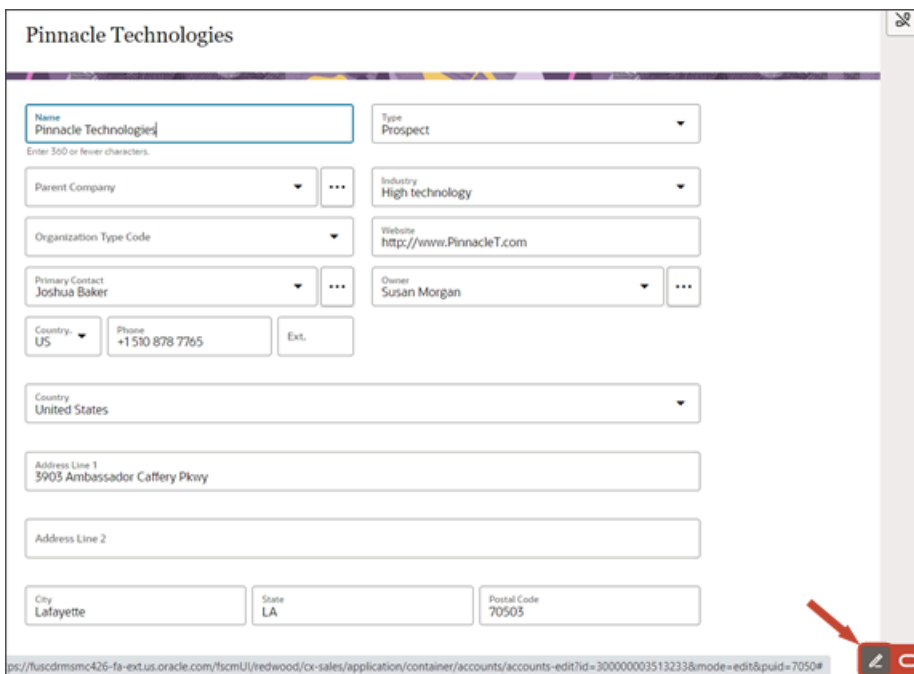 Pinnacle Technologies
Name
Pinnacle Technologies
Enter 360 or fewer characters.
Type
Prospect
Parent Company
Industry
High technology
Organization Type Code
Website
http://www.PinnacleT.com
Primary Contact
Joshua Baker
Owner
Susan Morgan
Country.
US
Phone
+1 510 878 7765
Ext.
Country
United States
Address Line 1
3903 Ambassador Caffery Pkwy
Address Line 2
City
Lafayette
State
LA
Postal Code
70503
ps://fuscdrmsmc426-fa-ext.us.oracle.com/fscmUI/redwood/cx-sales/application/container/accounts/accounts-edit?id=300000003513233&mode=edit&puid=7050#